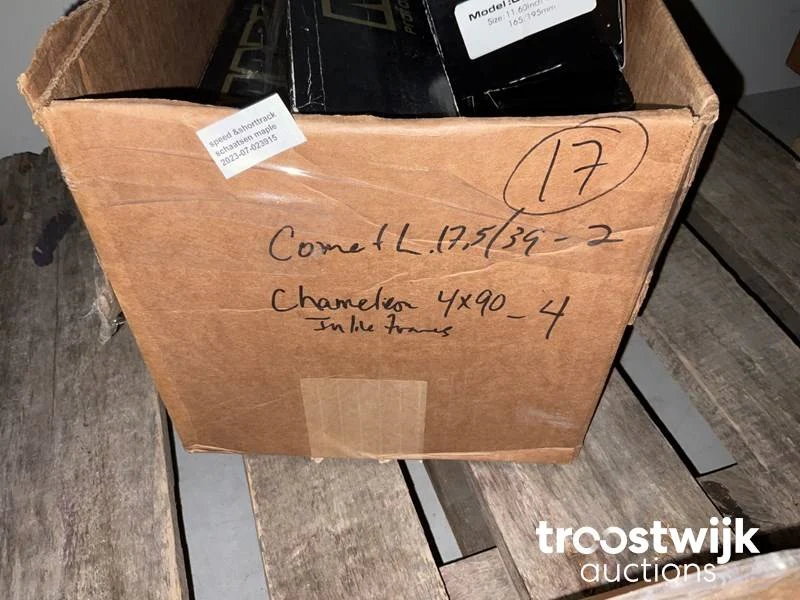 Model:
Size: 11.60inch
165/195mm
speed &shorttrack
schaatsen maple
2023-07-023915
17
Comet L. 17,5/39 - 2
Chameleon 4x90 - 4
Inline Frames
troostwijk
auctions